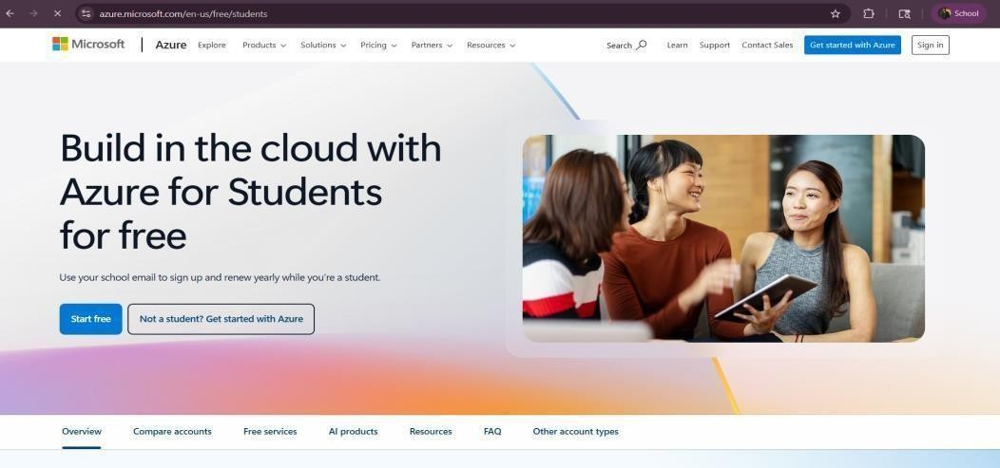 azure.microsoft.com/en-us/free/students
School
Microsoft
Azure
Explore
Products
Solutions
Pricing
Partners
Resources
Search
Learn
Support
Contact Sales
Get started with Azure
Sign in
Build in the cloud with
Azure for Students
for free
Use your school email to sign up and renew yearly while you're a student.
Start free
Not a student? Get started with Azure
Overview
Compare accounts
Free services
AI products
Resources
FAQ
Other account types